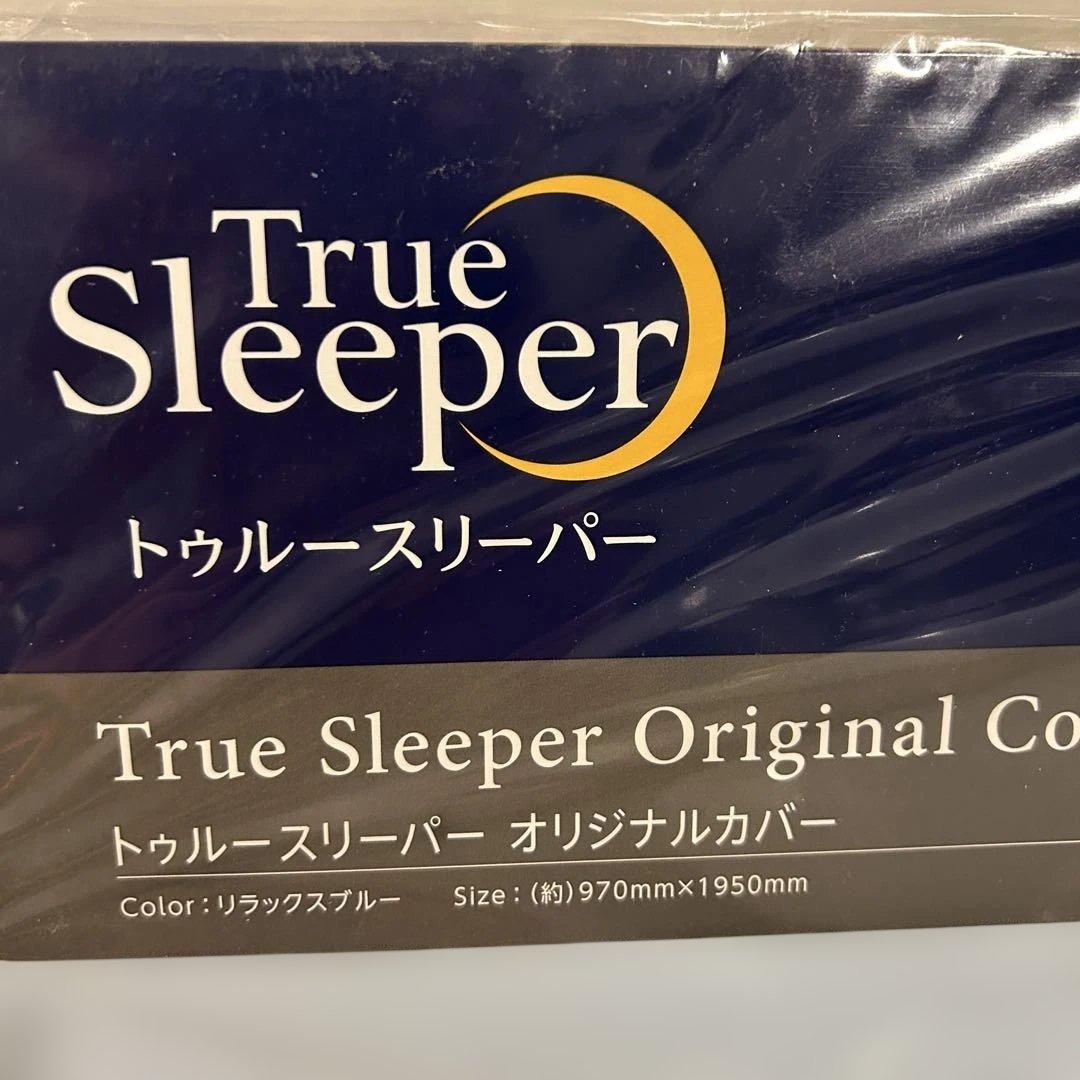 True
Sleeper
トゥルースリーパー
True Sleeper Original Co
トゥルースリーパー オリジナルカバー
Color：リラックスブルー Size：(約)970mm×1950mm